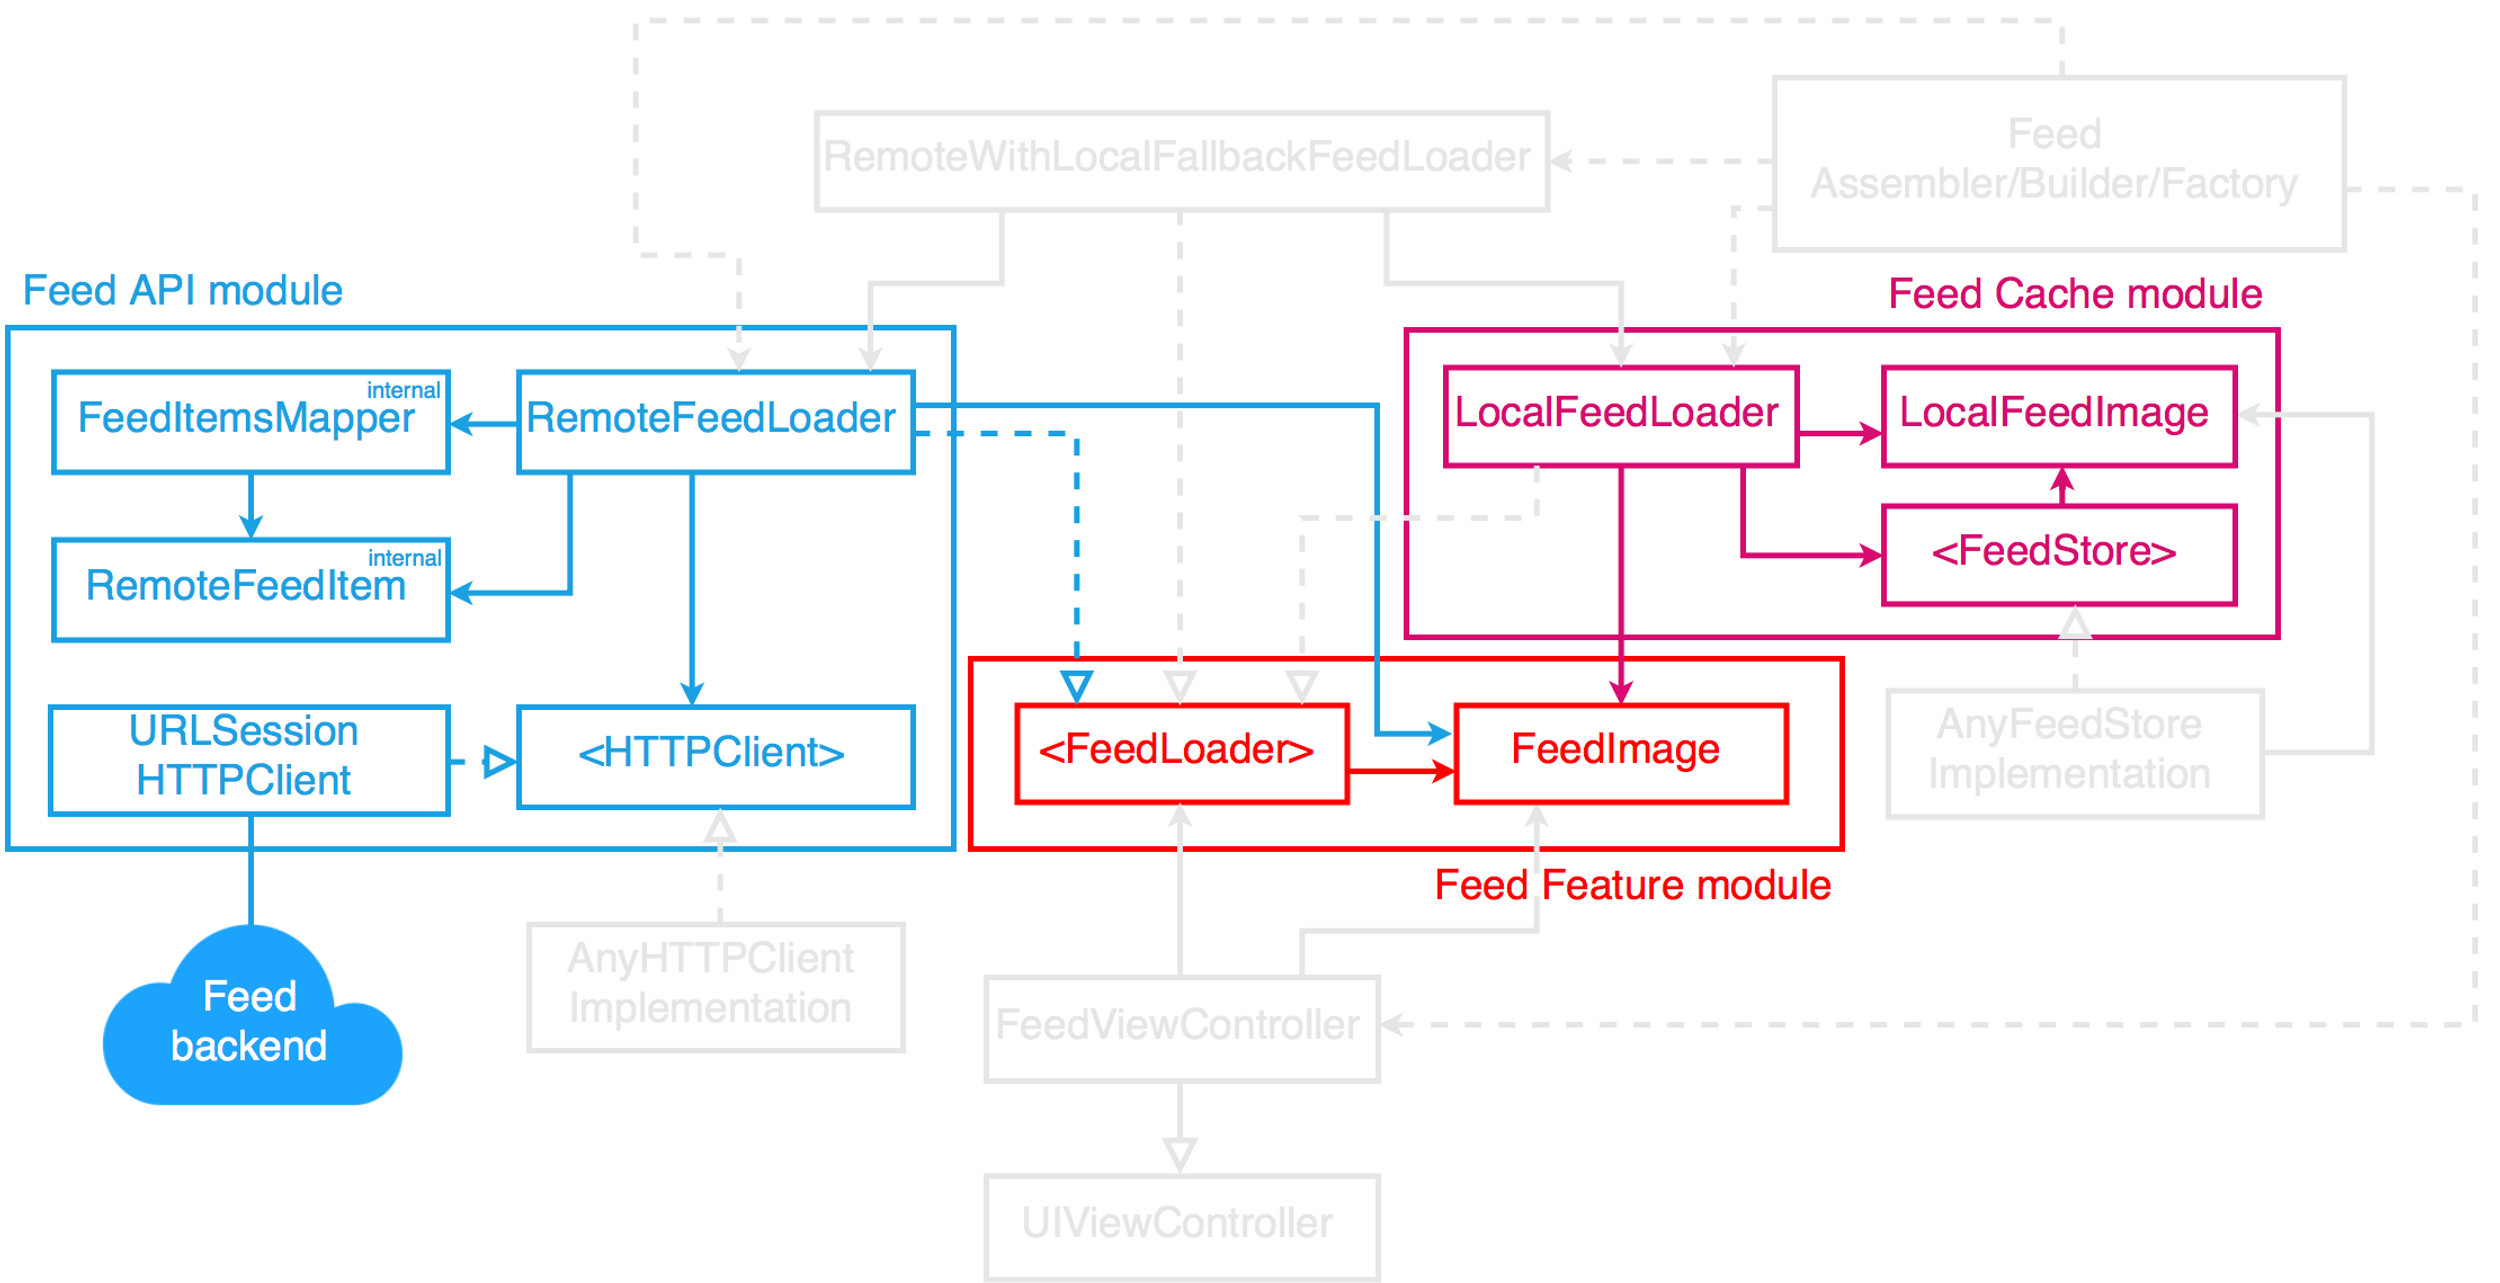 RemoteWithLocalFallbackFeedLoader
Feed
Assembler/Builder/Factory
Feed API module
Feed Cache module
internal
FeedItemsMapper
RemoteFeedLoader
LocalFeedLoader
LocalFeedImage
internal
RemoteFeedItem
<FeedStore>
URLSession
HTTPClient
<HTTPClient>
<FeedLoader>
FeedImage
AnyFeedStore
Implementation
Feed Feature module
Feed
backend
AnyHTTPClient
Implementation
FeedViewController
UIViewController